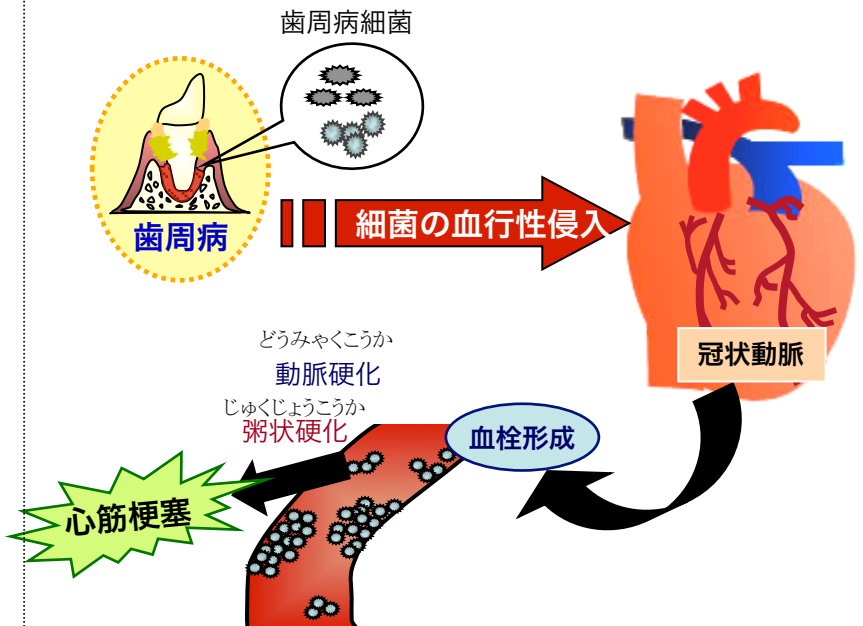 歯周病細菌
歯周病
細菌の血行性侵入
冠状動脈
どうみゃくこうか
動脈硬化
じゅくじょうこうか
粥状硬化
血栓形成
心筋梗塞